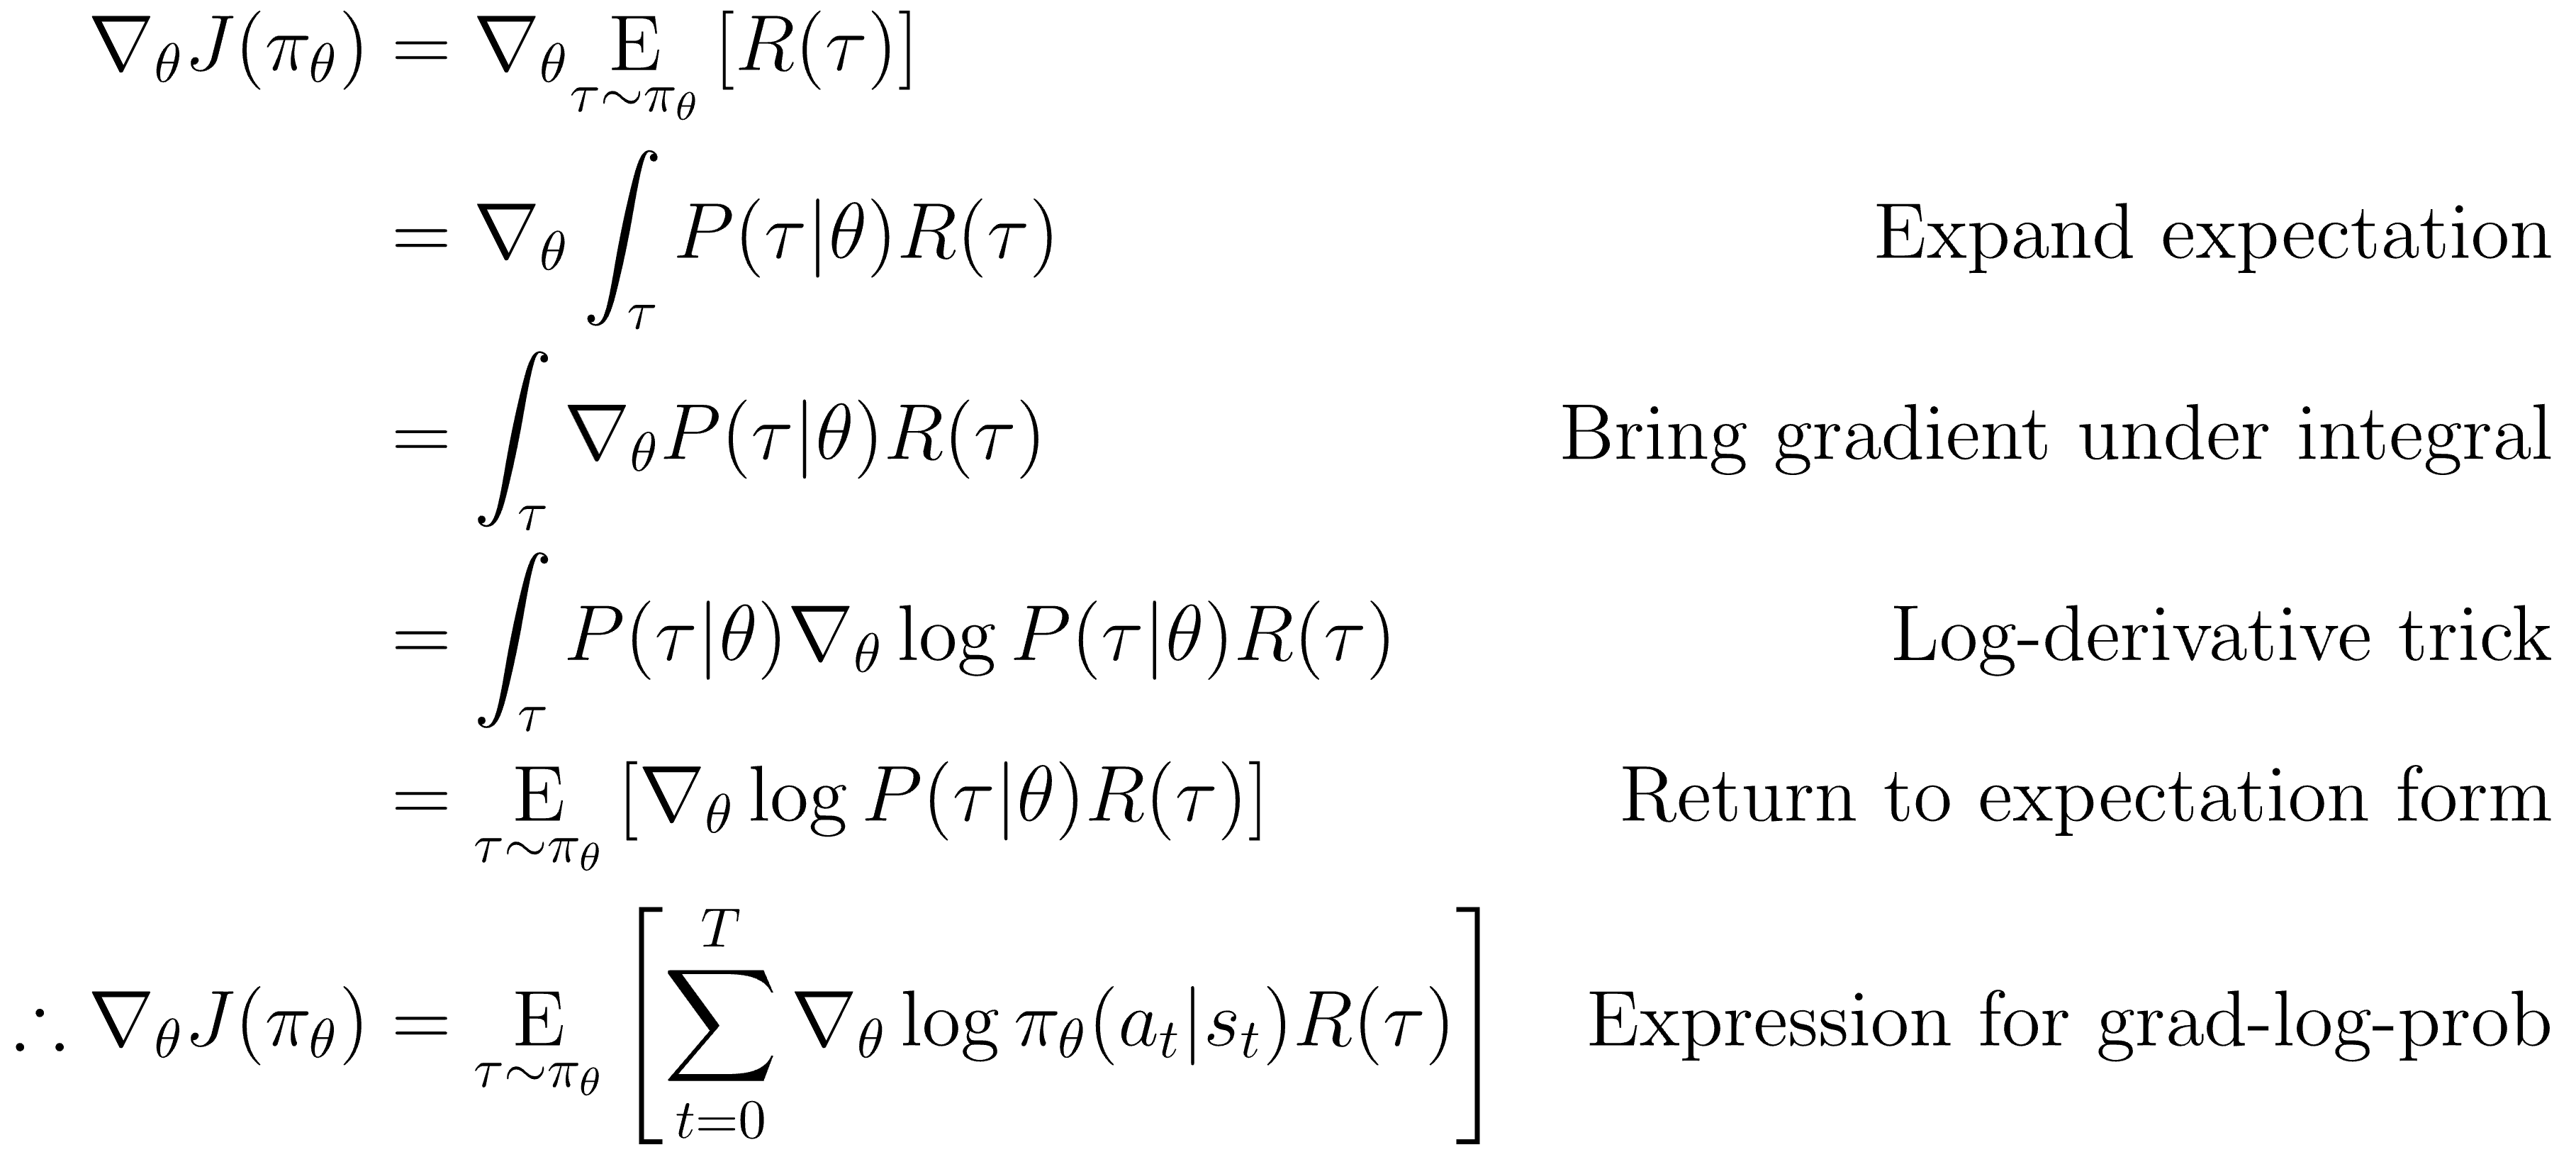 ∇_θ J(π_θ) = ∇_θ E_{τ∼π_θ} [R(τ)]
= ∇_θ ∫_τ P(τ|θ)R(τ) Expand expectation
= ∫_τ ∇_θ P(τ|θ)R(τ) Bring gradient under integral
= ∫_τ P(τ|θ)∇_θ log P(τ|θ)R(τ) Log-derivative trick
= E_{τ∼π_θ} [∇_θ log P(τ|θ)R(τ)] Return to expectation form
∴ ∇_θ J(π_θ) = E_{τ∼π_θ} [∑_{t=0}^{T} ∇_θ log π_θ(a_t|s_t)R(τ)] Expression for grad-log-prob